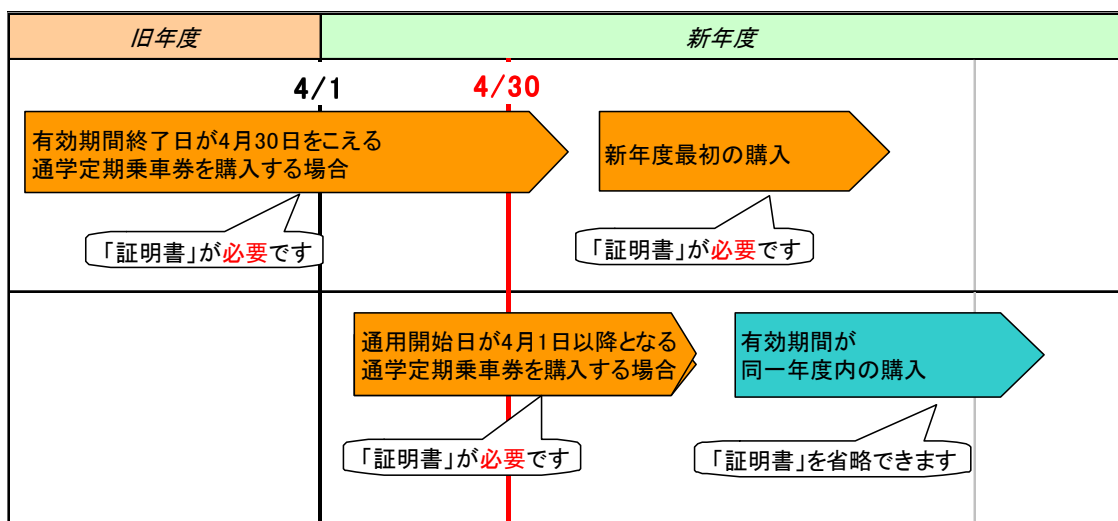 旧年度
新年度
4/1
4/30
有効期間終了日が4月30日をこえる
通学定期乗車券を購入する場合
新年度最初の購入
「証明書」が必要です
「証明書」が必要です
通用開始日が4月1日以降となる
通学定期乗車券を購入する場合
有効期間が
同一年度内の購入
「証明書」が必要です
「証明書」を省略できます